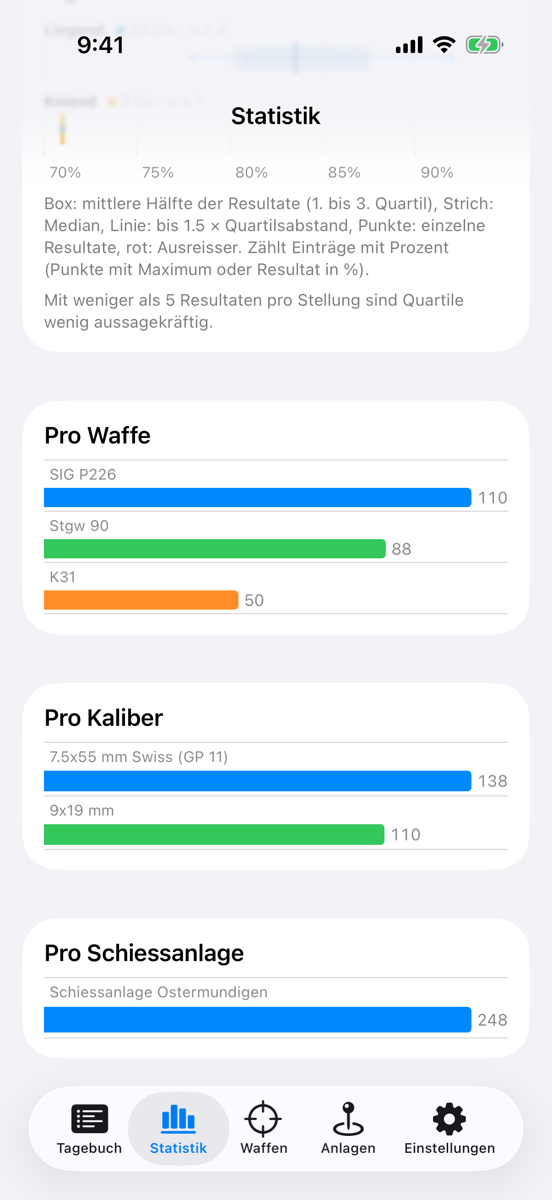 Liegend
9:41
Kniend
Statistik
70%
75%
80%
85%
90%
Box: mittlere Hälfte der Resultate (1. bis 3. Quartil), Strich:
Median, Linie: bis 1.5 × Quartilsabstand, Punkte: einzelne
Resultate, rot: Ausreisser. Zählt Einträge mit Prozent
(Punkte mit Maximum oder Resultat in %).
Mit weniger als 5 Resultaten pro Stellung sind Quartile
wenig aussagekräftig.
Pro Waffe
SIG P226
110
Stgw 90
88
K31
50
Pro Kaliber
7.5x55 mm Swiss (GP 11)
138
9x19 mm
110
Pro Schiessanlage
Schiessanlage Ostermundigen
248
Tagebuch
Statistik
Waffen
Anlagen
Einstellungen